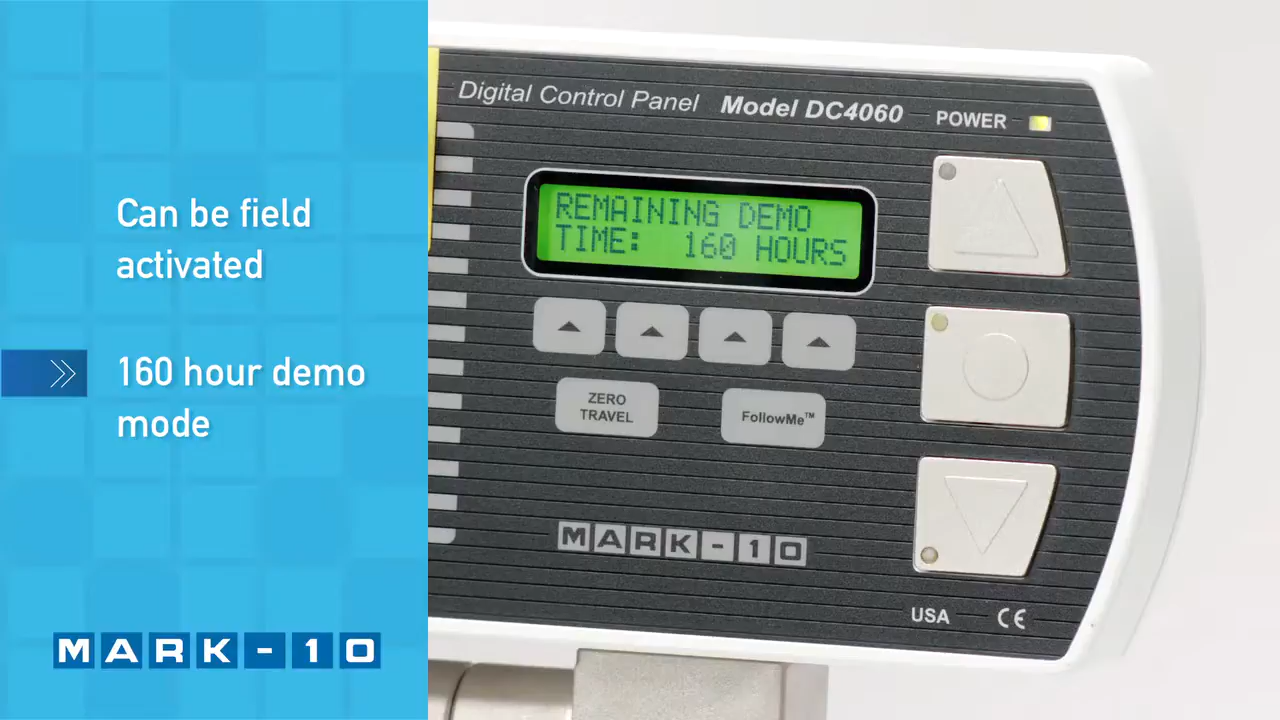 Can be field
activated
160 hour demo
mode
MARK-10
Digital Control Panel Model DC4060
POWER
REMAINING DEMO
TIME: 160 HOURS
ZERO
TRAVEL
FollowMe™
MARK-10
USA CE